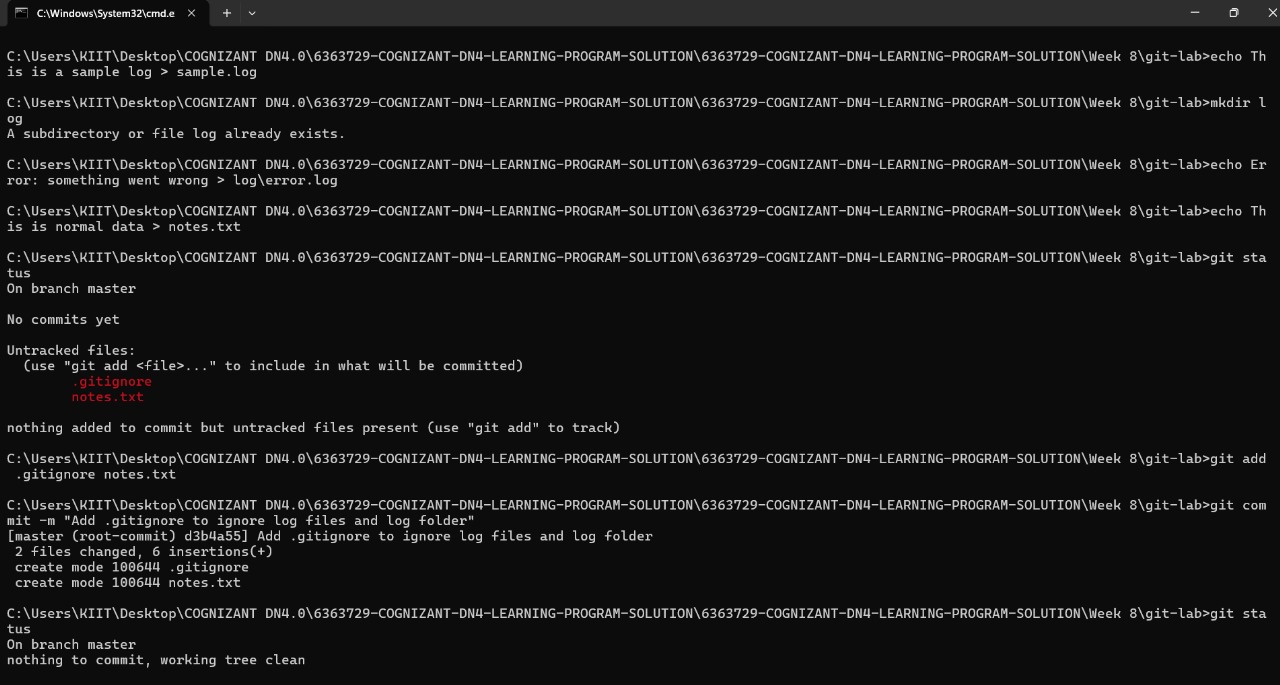 C:\Windows\System32\cmd.e
C:\Users\KIIT\Desktop\COGNIZANT DN4.0\6363729-COGNIZANT-DN4-LEARNING-PROGRAM-SOLUTION\6363729-COGNIZANT-DN4-LEARNING-PROGRAM-SOLUTION\Week 8\git-lab>echo Th
is is a sample log > sample.log
C:\Users\KIIT\Desktop\COGNIZANT DN4.0\6363729-COGNIZANT-DN4-LEARNING-PROGRAM-SOLUTION\6363729-COGNIZANT-DN4-LEARNING-PROGRAM-SOLUTION\Week 8\git-lab>mkdir l
og
A subdirectory or file log already exists.
C:\Users\KIIT\Desktop\COGNIZANT DN4.0\6363729-COGNIZANT-DN4-LEARNING-PROGRAM-SOLUTION\6363729-COGNIZANT-DN4-LEARNING-PROGRAM-SOLUTION\Week 8\git-lab>echo Er
ror: something went wrong > log\error.log
C:\Users\KIIT\Desktop\COGNIZANT DN4.0\6363729-COGNIZANT-DN4-LEARNING-PROGRAM-SOLUTION\6363729-COGNIZANT-DN4-LEARNING-PROGRAM-SOLUTION\Week 8\git-lab>echo Th
is is normal data > notes.txt
C:\Users\KIIT\Desktop\COGNIZANT DN4.0\6363729-COGNIZANT-DN4-LEARNING-PROGRAM-SOLUTION\6363729-COGNIZANT-DN4-LEARNING-PROGRAM-SOLUTION\Week 8\git-lab>git sta
tus
On branch master
No commits yet
Untracked files:
  (use "git add <file>..." to include in what will be committed)
        .gitignore
        notes.txt
nothing added to commit but untracked files present (use "git add" to track)
C:\Users\KIIT\Desktop\COGNIZANT DN4.0\6363729-COGNIZANT-DN4-LEARNING-PROGRAM-SOLUTION\6363729-COGNIZANT-DN4-LEARNING-PROGRAM-SOLUTION\Week 8\git-lab>git add
 .gitignore notes.txt
C:\Users\KIIT\Desktop\COGNIZANT DN4.0\6363729-COGNIZANT-DN4-LEARNING-PROGRAM-SOLUTION\6363729-COGNIZANT-DN4-LEARNING-PROGRAM-SOLUTION\Week 8\git-lab>git com
mit -m "Add .gitignore to ignore log files and log folder"
[master (root-commit) d3b4a55] Add .gitignore to ignore log files and log folder
 2 files changed, 6 insertions(+)
 create mode 100644 .gitignore
 create mode 100644 notes.txt
C:\Users\KIIT\Desktop\COGNIZANT DN4.0\6363729-COGNIZANT-DN4-LEARNING-PROGRAM-SOLUTION\6363729-COGNIZANT-DN4-LEARNING-PROGRAM-SOLUTION\Week 8\git-lab>git sta
tus
On branch master
nothing to commit, working tree clean